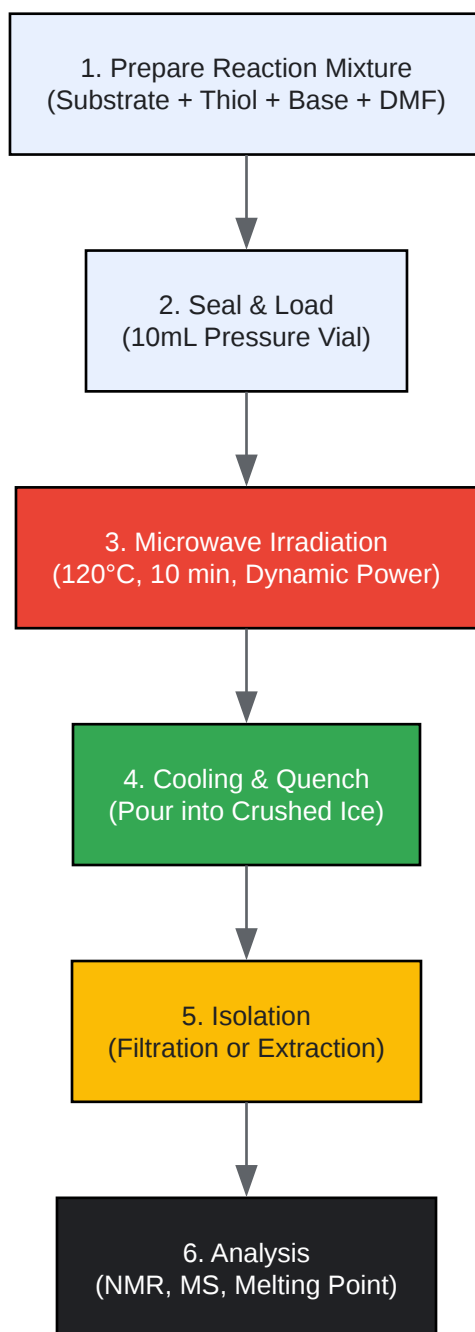 1. Prepare Reaction Mixture
(Substrate + Thiol + Base + DMF)
2. Seal & Load
(10mL Pressure Vial)
3. Microwave Irradiation
(120°C, 10 min, Dynamic Power)
4. Cooling & Quench
(Pour into Crushed Ice)
5. Isolation
(Filtration or Extraction)
6. Analysis
(NMR, MS, Melting Point)